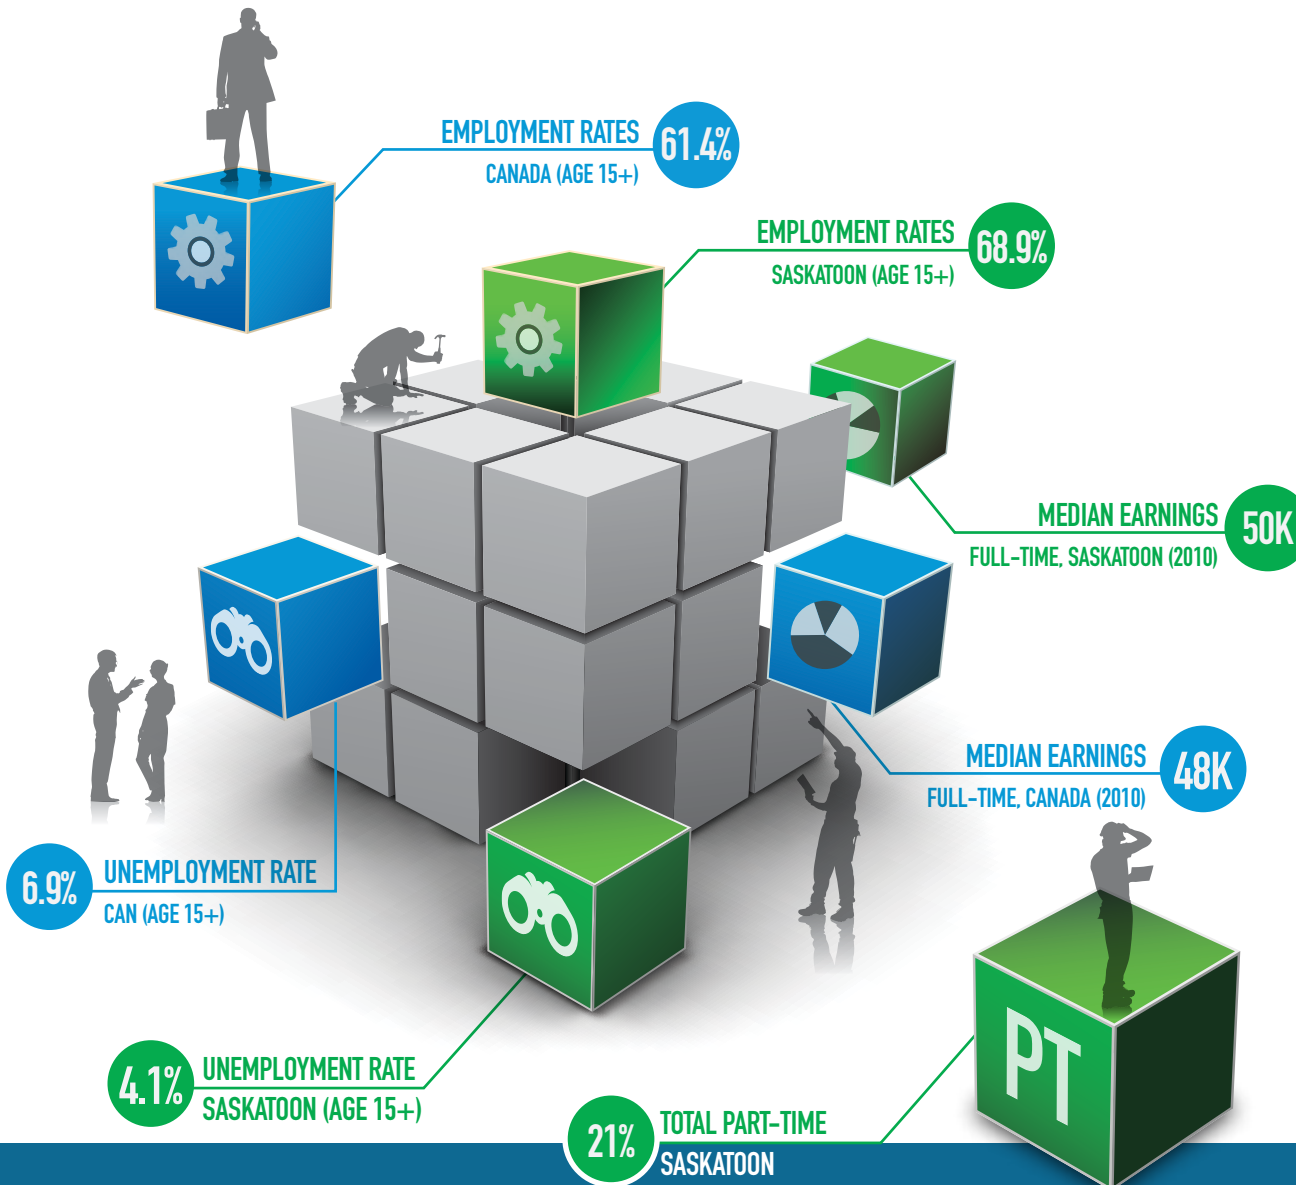 EMPLOYMENT RATES
CANADA (AGE 15+)
61.4%
EMPLOYMENT RATES
SASKATOON (AGE 15+)
68.9%
MEDIAN EARNINGS
FULL-TIME, SASKATOON (2010)
50K
MEDIAN EARNINGS
FULL-TIME, CANADA (2010)
48K
6.9%
UNEMPLOYMENT RATE
CAN (AGE 15+)
4.1%
UNEMPLOYMENT RATE
SASKATOON (AGE 15+)
PT
21%
TOTAL PART-TIME
SASKATOON